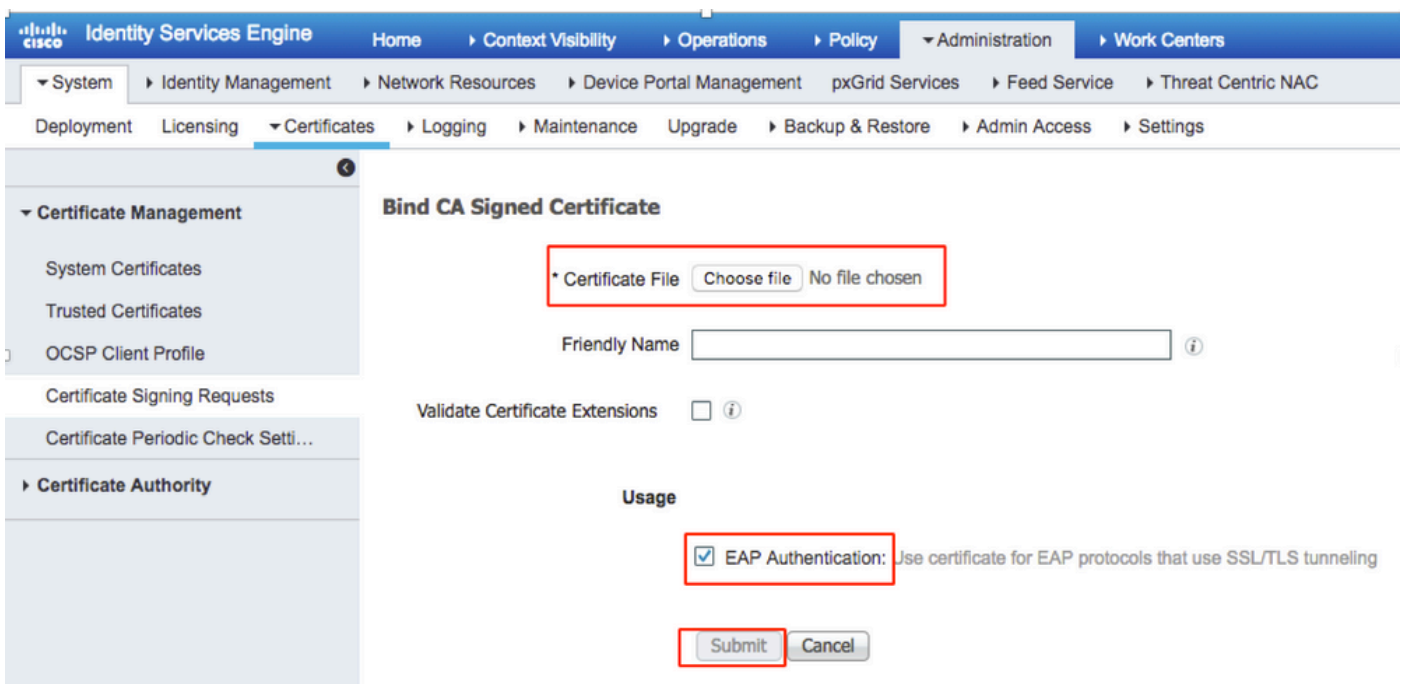 cisco Identity Services Engine Home Context Visibility Operations Policy Administration Work Centers
System Identity Management Network Resources Device Portal Management pxGrid Services Feed Service Threat Centric NAC
Deployment Licensing Certificates Logging Maintenance Upgrade Backup & Restore Admin Access Settings
Certificate Management
System Certificates
Trusted Certificates
OCSP Client Profile
Certificate Signing Requests
Certificate Periodic Check Setti...
Certificate Authority
Bind CA Signed Certificate
* Certificate File Choose file No file chosen
Friendly Name
Validate Certificate Extensions
Usage
EAP Authentication: Use certificate for EAP protocols that use SSL/TLS tunneling
Submit Cancel